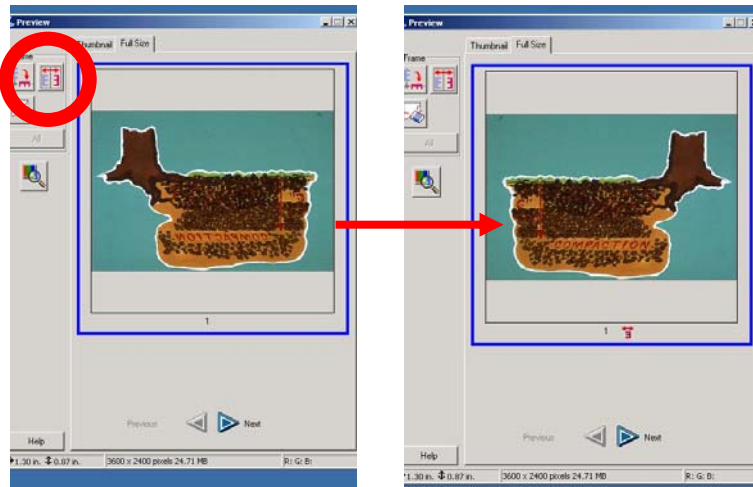 Preview
Thumbnail Full Size
Frame
All
NOITCAPMOC
1
Previous Next
Help
1.30 in. 0.87 in. 3600 x 2400 pixels 24.71 MB R: G: B:
Preview
Thumbnail Full Size
Frame
All
COMPACTION
1
Previous Next
Help
1.30 in. 0.87 in. 3600 x 2400 pixels 24.71 MB R: G: B: